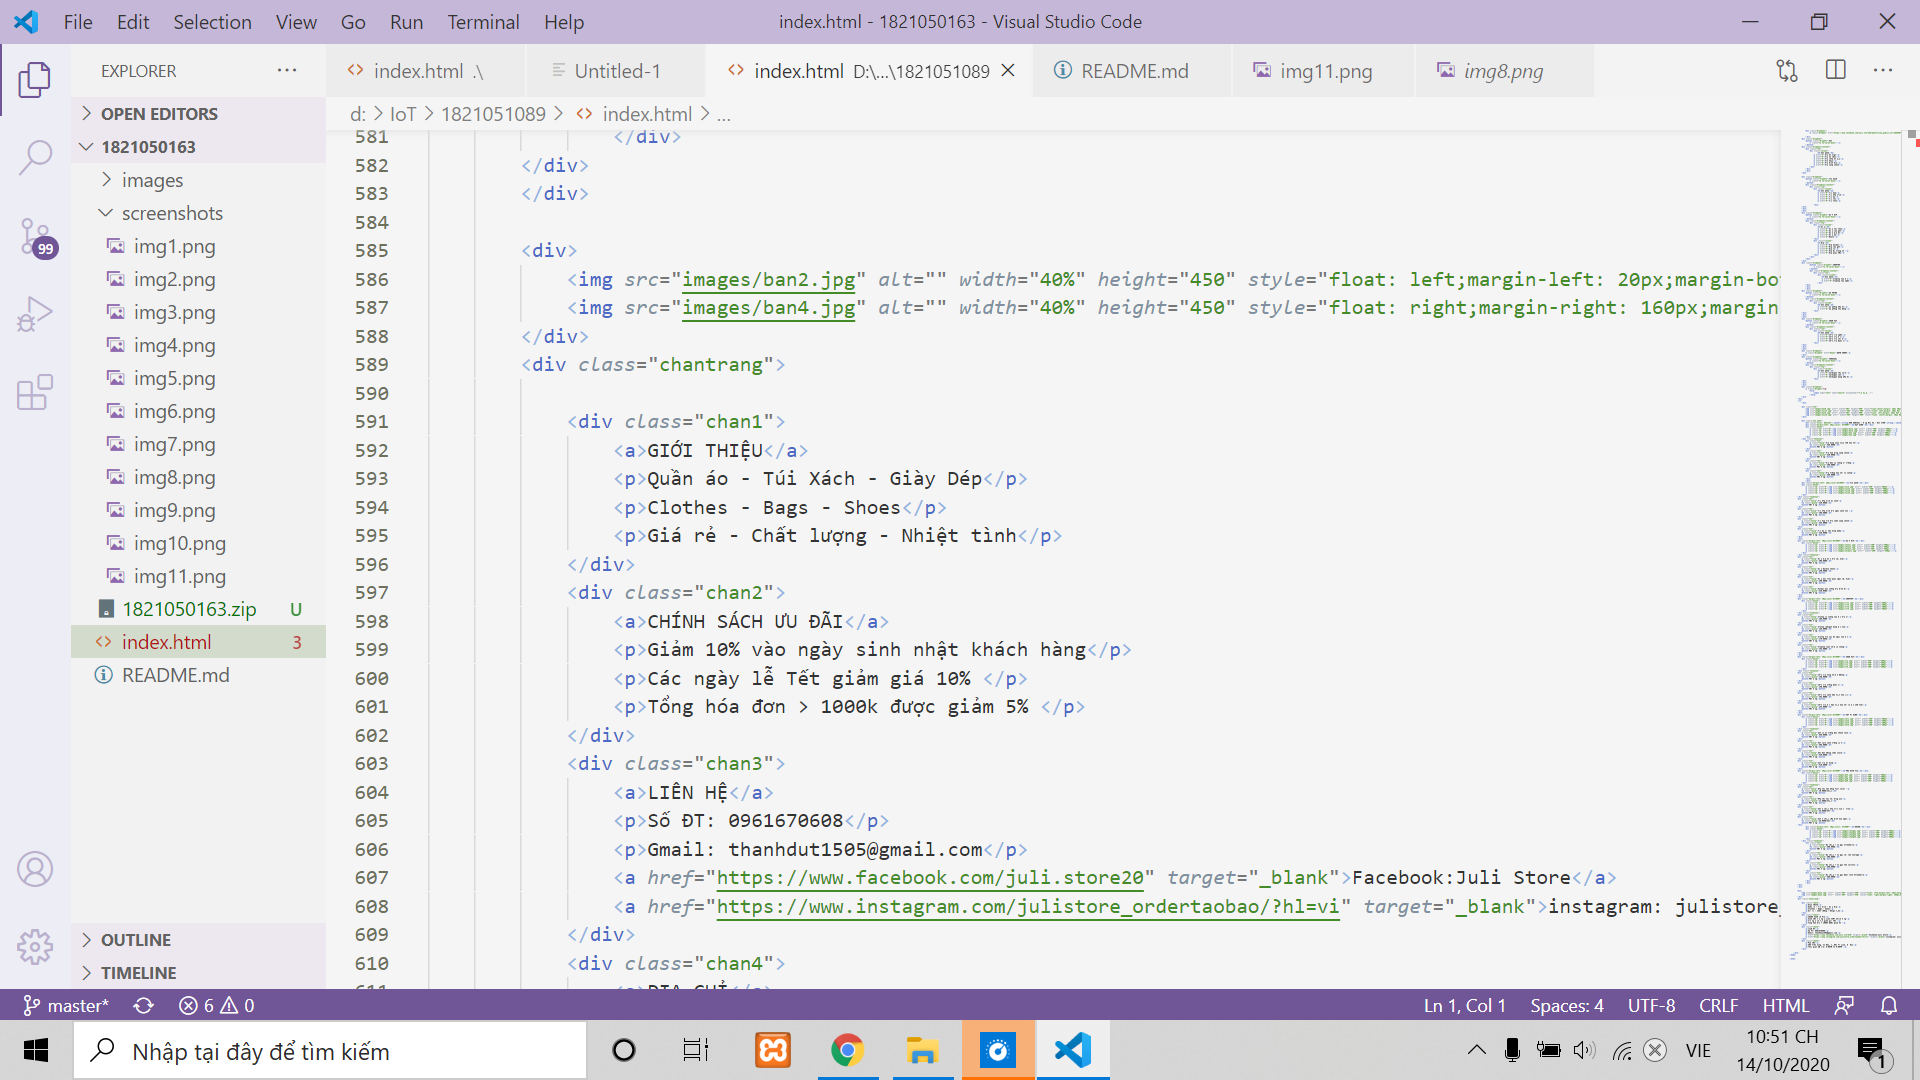 File Edit Selection View Go Run Terminal Help
index.html - 1821050163 - Visual Studio Code
EXPLORER
index.html .\
Untitled-1
index.html D:\...\1821051089
README.md
img11.png
img8.png
OPEN EDITORS
1821050163
images
screenshots
img1.png
img2.png
img3.png
img4.png
img5.png
img6.png
img7.png
img8.png
img9.png
img10.png
img11.png
1821050163.zip U
index.html 3
README.md
OUTLINE
TIMELINE
99
d: > IoT > 1821051089 > index.html > ...
581 </div>
582 </div>
583 </div>
584
585 <div>
586 <img src="images/ban2.jpg" alt="" width="40%" height="450" style="float: left;margin-left: 20px;margin-bo
587 <img src="images/ban4.jpg" alt="" width="40%" height="450" style="float: right;margin-right: 160px;margin
588 </div>
589 <div class="chantrang">
590
591 <div class="chan1">
592 <a>GIỚI THIỆU</a>
593 <p>Quần áo - Túi Xách - Giày Dép</p>
594 <p>Clothes - Bags - Shoes</p>
595 <p>Giá rẻ - Chất lượng - Nhiệt tình</p>
596 </div>
597 <div class="chan2">
598 <a>CHÍNH SÁCH ƯU ĐÃI</a>
599 <p>Giảm 10% vào ngày sinh nhật khách hàng</p>
600 <p>Các ngày lễ Tết giảm giá 10% </p>
601 <p>Tổng hóa đơn > 1000k được giảm 5% </p>
602 </div>
603 <div class="chan3">
604 <a>LIÊN HỆ</a>
605 <p>Số ĐT: 0961670608</p>
606 <p>Gmail: thanhdut1505@gmail.com</p>
607 <a href="https://www.facebook.com/juli.store20" target="_blank">Facebook:Juli Store</a>
608 <a href="https://www.instagram.com/julistore_ordertaobao/?hl=vi" target="_blank">instagram: julistore_
609 </div>
610 <div class="chan4">
611 <a>ĐỊA CHỈ</a>
master* 6 0
Ln 1, Col 1 Spaces: 4 UTF-8 CRLF HTML
Nhập tại đây để tìm kiếm
VIE
10:51 CH
14/10/2020
1